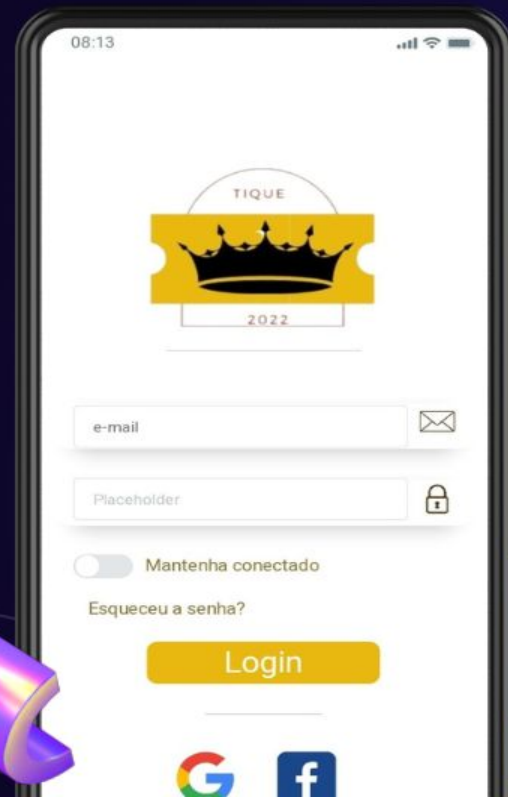 08:13
TIQUE
2022
e-mail
Placeholder
Mantenha conectado
Esqueceu a senha?
Login